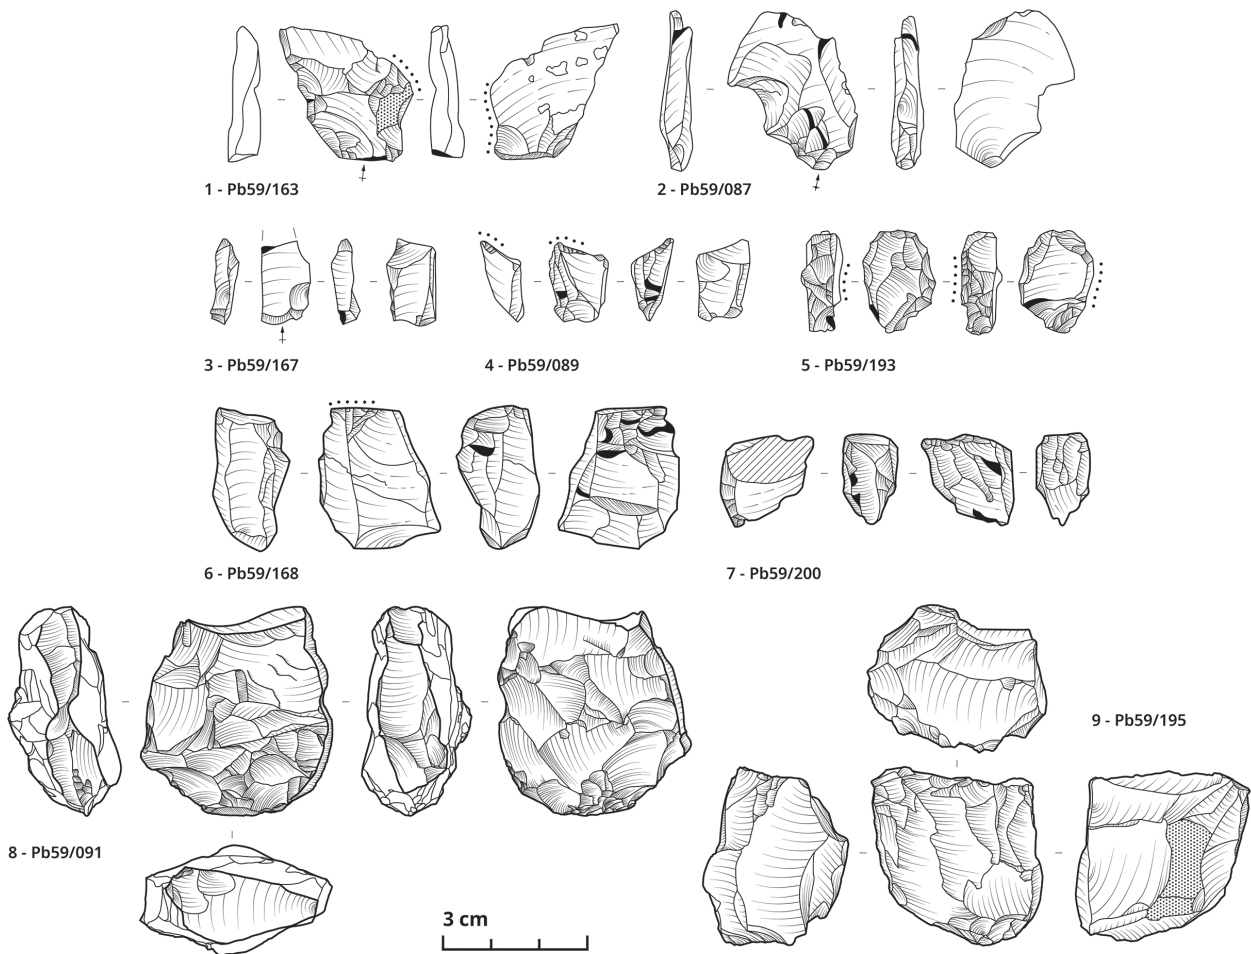 1 - Pb59/163
2 - Pb59/087
3 - Pb59/167
4 - Pb59/089
5 - Pb59/193
6 - Pb59/168
7 - Pb59/200
9 - Pb59/195
8 - Pb59/091
3 cm